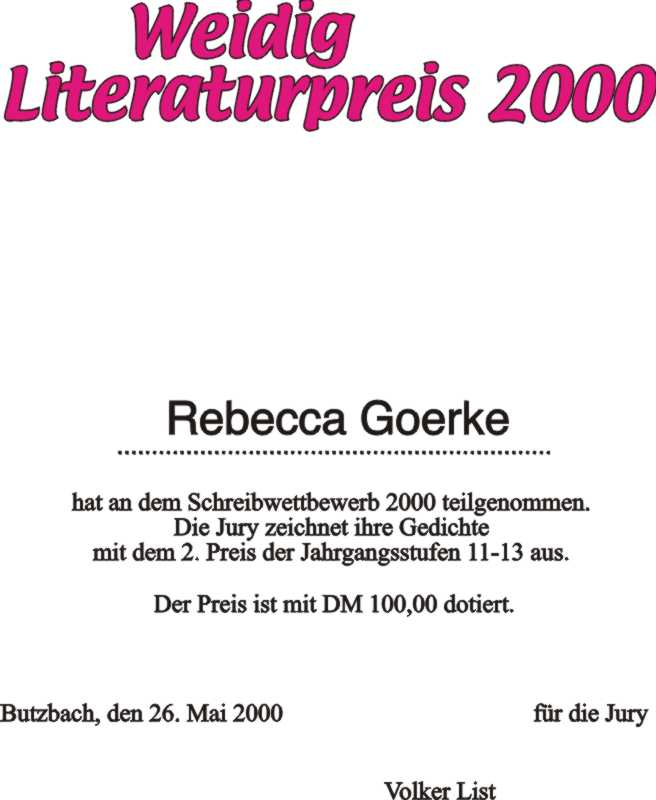 Weidig
Literaturpreis 2000
Rebecca Goerke
hat an dem Schreibwettbewerb 2000 teilgenommen.
Die Jury zeichnet ihre Gedichte
mit dem 2. Preis der Jahrgangsstufen 11-13 aus.
Der Preis ist mit DM 100,00 dotiert.
Butzbach, den 26. Mai 2000 für die Jury
Volker List